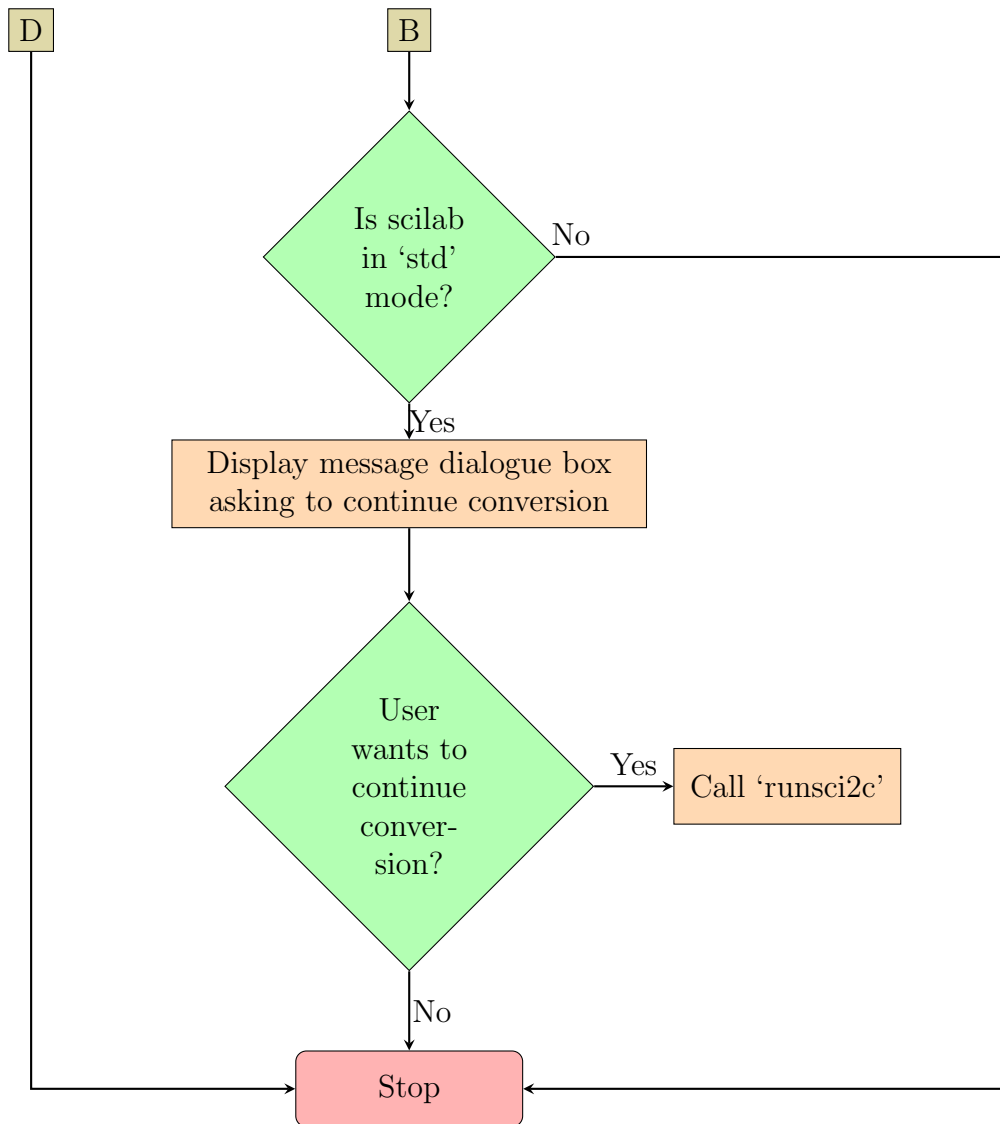 D
B
Is scilab
in ‘std’
mode?
No
Yes
Display message dialogue box
asking to continue conversion
User
wants to
continue
conver-
sion?
Yes
Call ‘runsci2c’
No
Stop